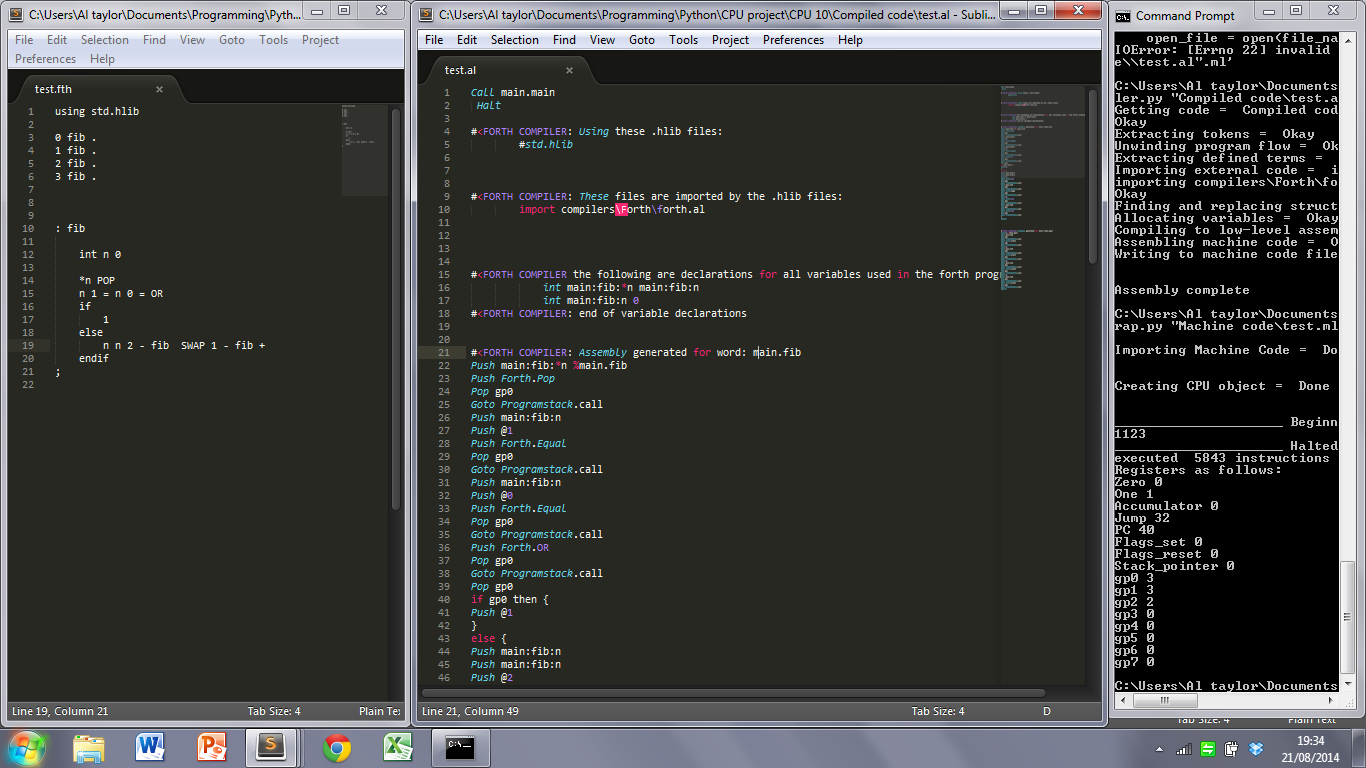 C:\Users\Al taylor\Documents\Programming\Pyth...
File Edit Selection Find View Goto Tools Project
Preferences Help
test.fth
1 using std.hlib
2
3 0 fib .
4 1 fib .
5 2 fib .
6 3 fib .
7
8
9
10 : fib
11
12 int n 0
13
14 *n POP
15 n 1 = n 0 = OR
16 if
17 1
18 else
19 n n 2 - fib  SWAP 1 - fib +
20 endif
21 ;
22
Line 19, Column 21 Tab Size: 4 Plain Te
C:\Users\Al taylor\Documents\Programming\Python\CPU project\CPU 10\Compiled code\test.al - Subli...
File Edit Selection Find View Goto Tools Project Preferences Help
test.al
1 Call main.main
2 Halt
3
4 #<FORTH COMPILER: Using these .hlib files:
5 #std.hlib
6
7
8
9 #<FORTH COMPILER: These files are imported by the .hlib files:
10 import compilers\Forth\forth.al
11
12
13
14
15 #<FORTH COMPILER the following are declarations for all variables used in the forth prog
16 int main:fib:*n main:fib:n
17 int main:fib:n 0
18 #<FORTH COMPILER: end of variable declarations
19
20
21 #<FORTH COMPILER: Assembly generated for word: main.fib
22 Push main:fib:*n %main.fib
23 Push Forth.Pop
24 Pop gp0
25 Goto Programstack.call
26 Push main:fib:n
27 Push @1
28 Push Forth.Equal
29 Pop gp0
30 Goto Programstack.call
31 Push main:fib:n
32 Push @0
33 Push Forth.Equal
34 Pop gp0
35 Goto Programstack.call
36 Push Forth.OR
37 Pop gp0
38 Goto Programstack.call
39 Pop gp0
40 if gp0 then {
41 Push @1
42 }
43 else {
44 Push main:fib:n
45 Push main:fib:n
46 Push @2
Line 21, Column 49 Tab Size: 4 D
Command Prompt
open_file = open(file_na
IOError: [Errno 22] invalid
e\\test.al".ml'
C:\Users\Al taylor\Documents
ler.py "Compiled code\test.a
Getting code =  Compiled cod
Okay
Extracting tokens =  Okay
Unwinding program flow =  Ok
Extracting defined terms =
Importing external code =  i
importing compilers\Forth\fo
Okay
Finding and replacing struct
Allocating variables =  Okay
Compiling to low-level assem
Assembling machine code =  O
Writing to machine code file
Assembly complete
C:\Users\Al taylor\Documents
rap.py "Machine code\test.ml
Importing Machine Code =  Do
Creating CPU object =  Done
_____________________ Beginn
1123
_____________________ Halted
executed  5843 instructions
Registers as follows:
Zero 0
One 1
Accumulator 0
Jump 32
PC 40
Flags_set 0
Flags_reset 0
Stack_pointer 0
gp0 3
gp1 3
gp2 2
gp3 0
gp4 0
gp5 0
gp6 0
gp7 0
C:\Users\Al taylor\Documents
Tab Size: 4 Plain Text
19:34
21/08/2014